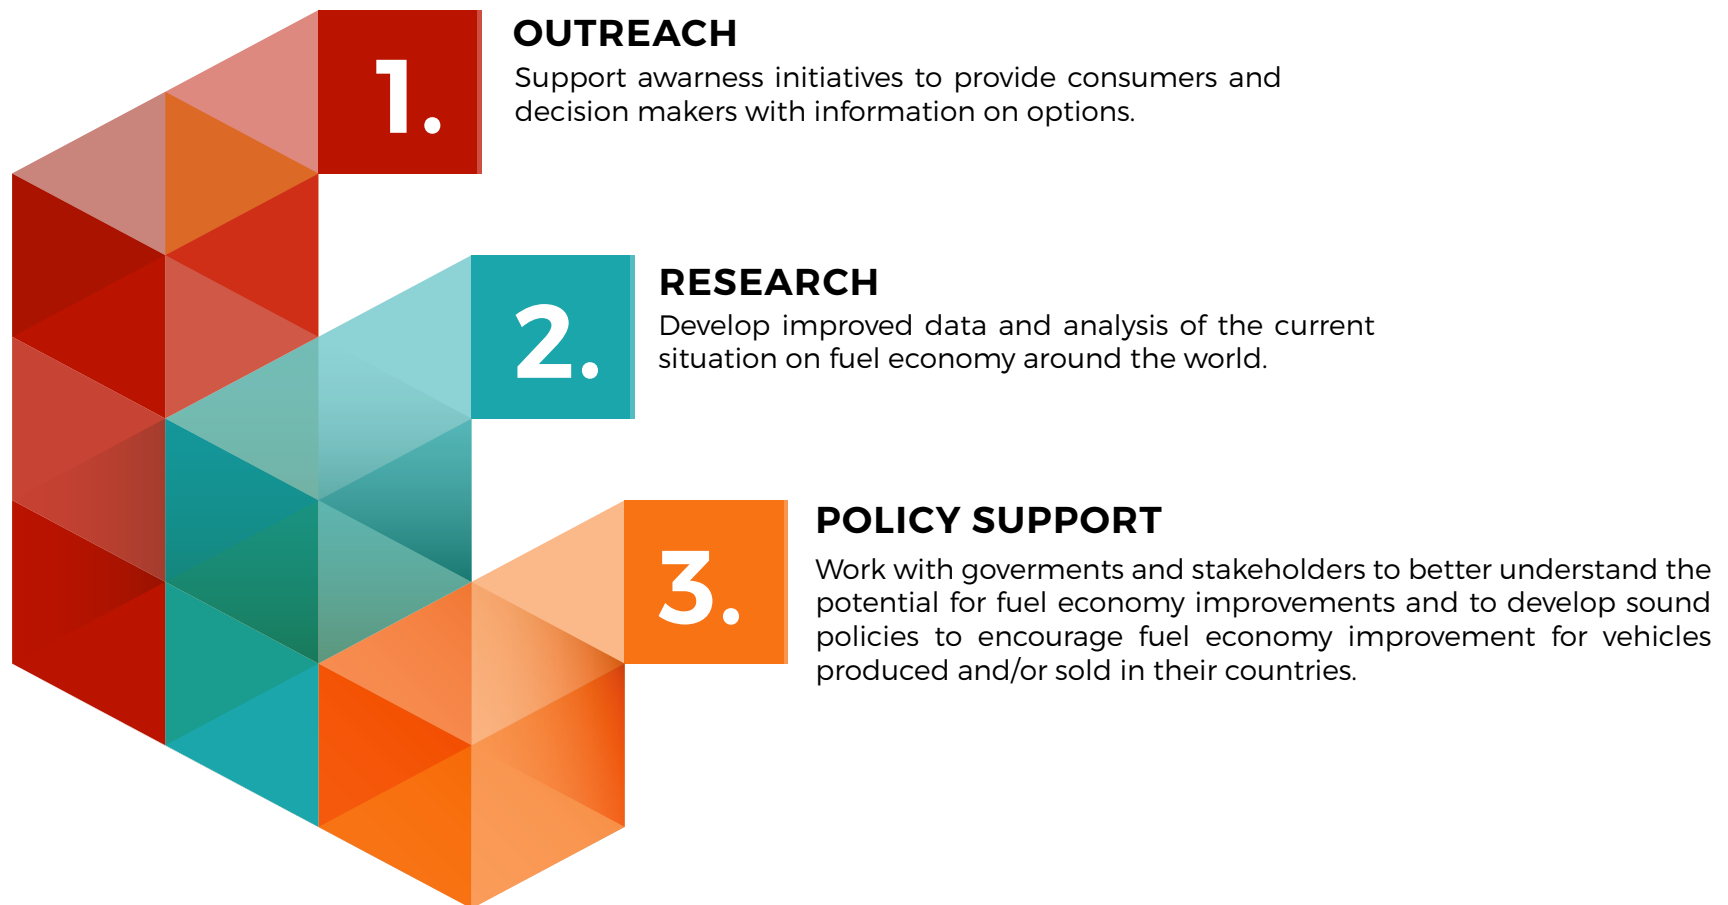 1.
OUTREACH
Support awarness initiatives to provide consumers and
decision makers with information on options.
2.
RESEARCH
Develop improved data and analysis of the current
situation on fuel economy around the world.
3.
POLICY SUPPORT
Work with goverments and stakeholders to better understand the
potential for fuel economy improvements and to develop sound
policies to encourage fuel economy improvement for vehicles
produced and/or sold in their countries.